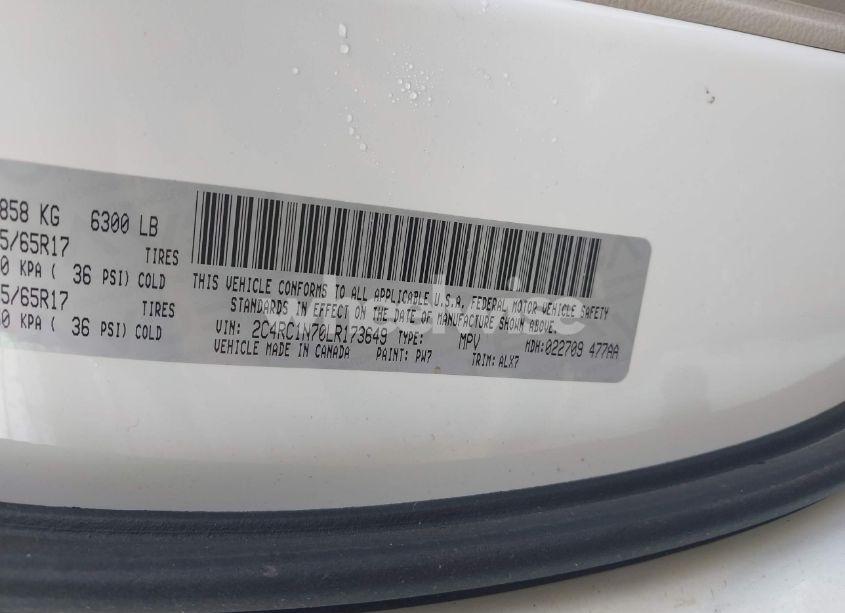 858 KG 6300 LB
5/65R17 TIRES
0 KPA ( 36 PSI) COLD
5/65R17 TIRES
0 KPA ( 36 PSI) COLD
THIS VEHICLE CONFORMS TO ALL APPLICABLE U.S.A. FEDERAL MOTOR VEHICLE SAFETY
STANDARDS IN EFFECT ON THE DATE OF MANUFACTURE SHOWN ABOVE.
VIN: 2C4RC1N70LR173649 TYPE: MPV MDH: 022709 477AA
VEHICLE MADE IN CANADA PAINT: PW7 TRIM: ALX7